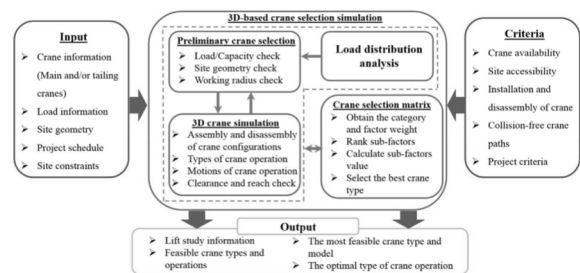 3D-based crane selection simulation
Input
Crane information
(Main and/or tailing
cranes)
Load information
Site geometry
Project schedule
Site constraints
Preliminary crane selection
Load/Capacity check
Site geometry check
Working radius check
Load distribution
analysis
3D crane simulation
Assembly and disassembly
of crane configurations
Types of crane operation
Motions of crane operation
Clearance and reach check
Crane selection matrix
Obtain the category
and factor weight
Rank sub-factors
Calculate sub-factors
value
Select the best crane
type
Criteria
Crane availability
Site accessibility
Installation and
disassembly of crane
Collision-free crane
paths
Project criteria
Output
Lift study information
Feasible crane types and
operations
The most feasible crane type and
model
The optimal type of crane operation